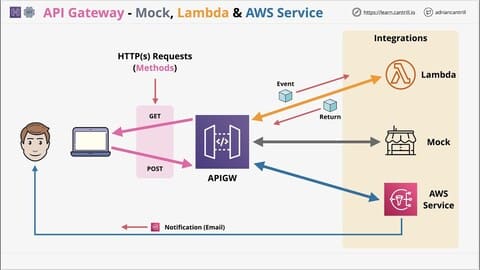 API Gateway - Mock, Lambda & AWS Service
https://learn.cantrill.io
adriancantrill
HTTP(s) Requests
(Methods)
Integrations
Event
Lambda
Return
GET
Mock
POST
APIGW
AWS
Service
Notification (Email)